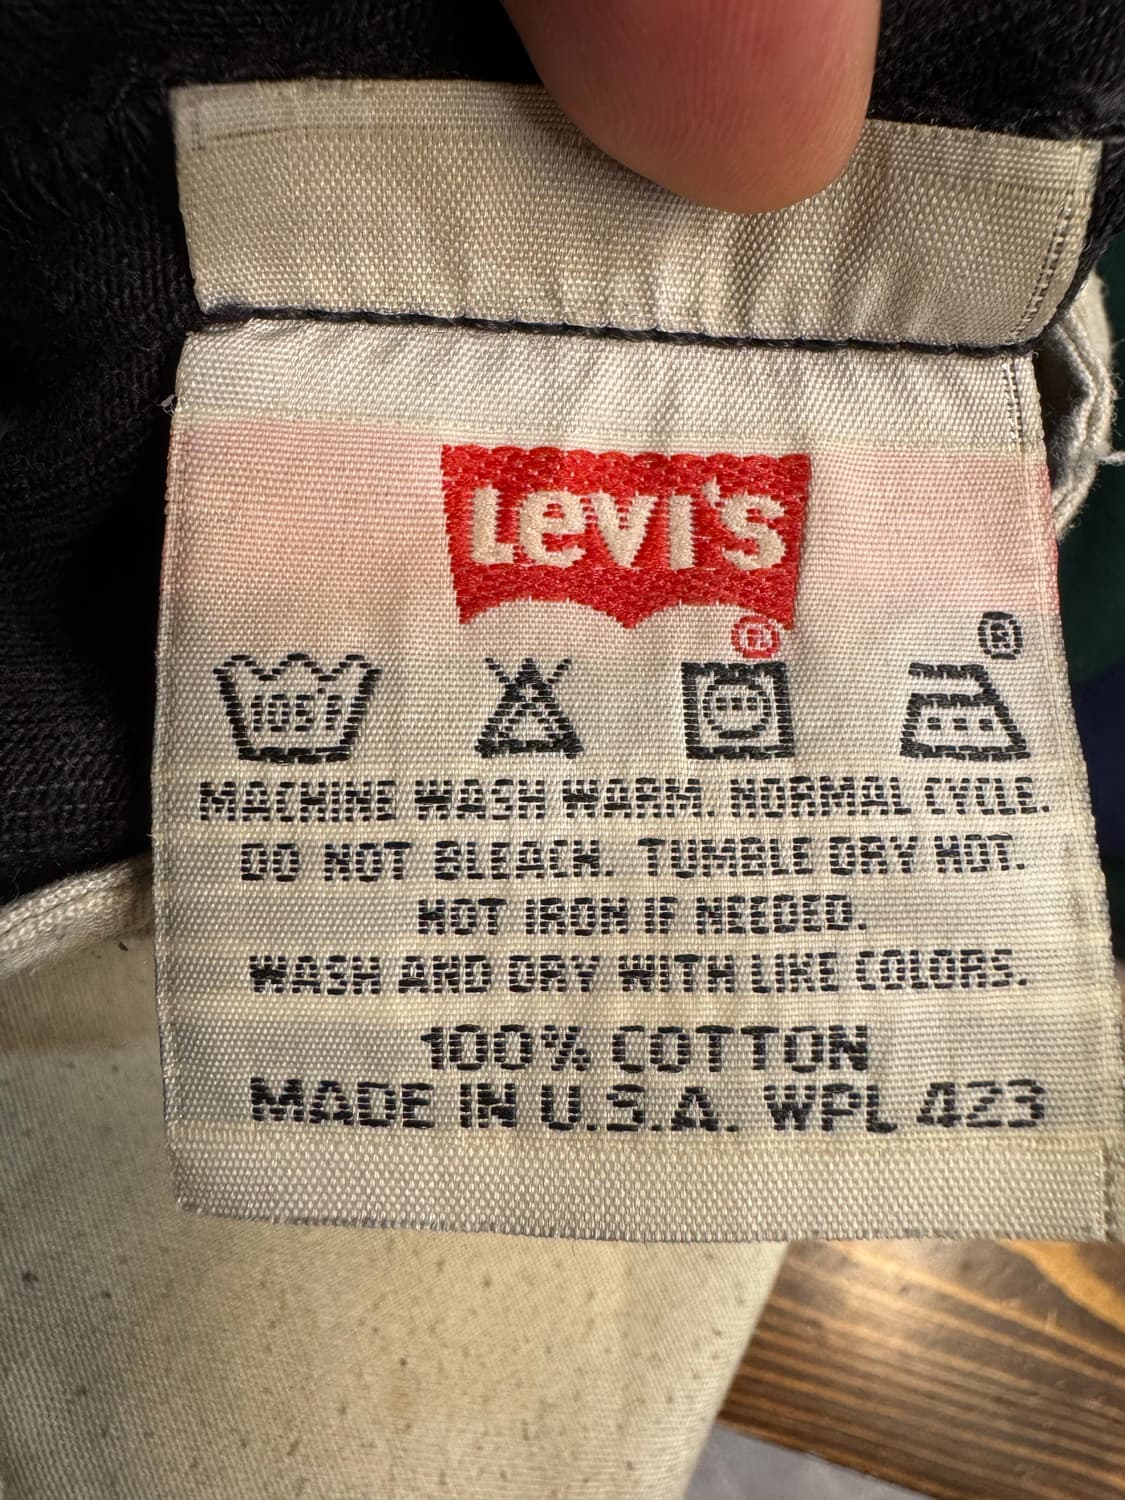 Levi's®
®
105F
MACHINE WASH WARM. NORMAL CYCLE.
DO NOT BLEACH. TUMBLE DRY HOT.
HOT IRON IF NEEDED.
WASH AND DRY WITH LIKE COLORS.
100% COTTON
MADE IN U.S.A. WPL 423